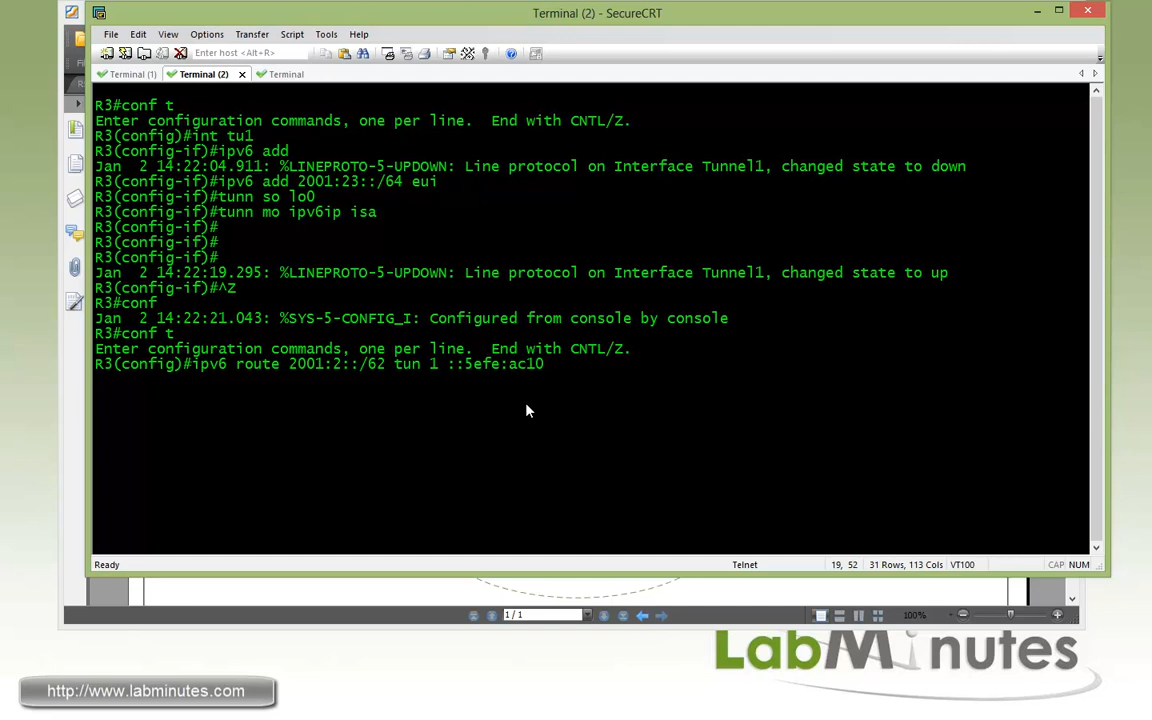 Terminal (2) - SecureCRT
File Edit View Options Transfer Script Tools Help
Enter host <Alt+R>
Terminal (1) Terminal (2) Terminal
R3#conf t
Enter configuration commands, one per line.  End with CNTL/Z.
R3(config)#int tu1
R3(config-if)#ipv6 add
Jan  2 14:22:04.911: %LINEPROTO-5-UPDOWN: Line protocol on Interface Tunnel1, changed state to down
R3(config-if)#ipv6 add 2001:23::/64 eui
R3(config-if)#tunn so lo0
R3(config-if)#tunn mo ipv6ip isa
R3(config-if)#
R3(config-if)#
R3(config-if)#
Jan  2 14:22:19.295: %LINEPROTO-5-UPDOWN: Line protocol on Interface Tunnel1, changed state to up
R3(config-if)#^Z
R3#conf
Jan  2 14:22:21.043: %SYS-5-CONFIG_I: Configured from console by console
R3#conf t
Enter configuration commands, one per line.  End with CNTL/Z.
R3(config)#ipv6 route 2001:2::/62 tun 1 ::5efe:ac10
Ready Telnet 19, 52 31 Rows, 113 Cols VT100 CAP NUM
1 / 1 100%
LabMinutes
http://www.labminutes.com